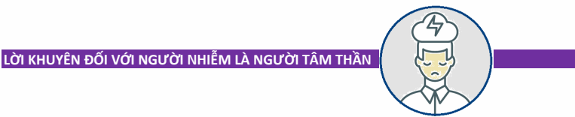 LỜI KHUYÊN ĐỐI VỚI NGƯỜI NHIỄM LÀ NGƯỜI TÂM THẦN